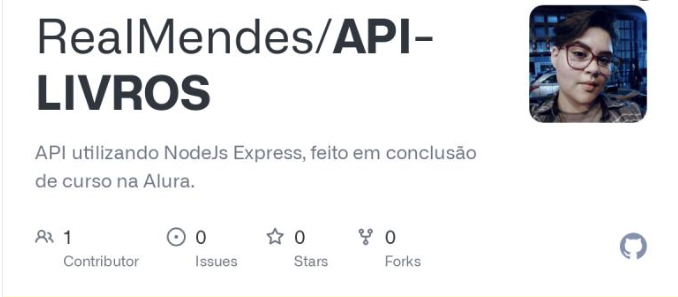 RealMendes/API-
LIVROS
API utilizando NodeJs Express, feito em conclusão
de curso na Alura.
1 0 0 0
Contributor Issues Stars Forks